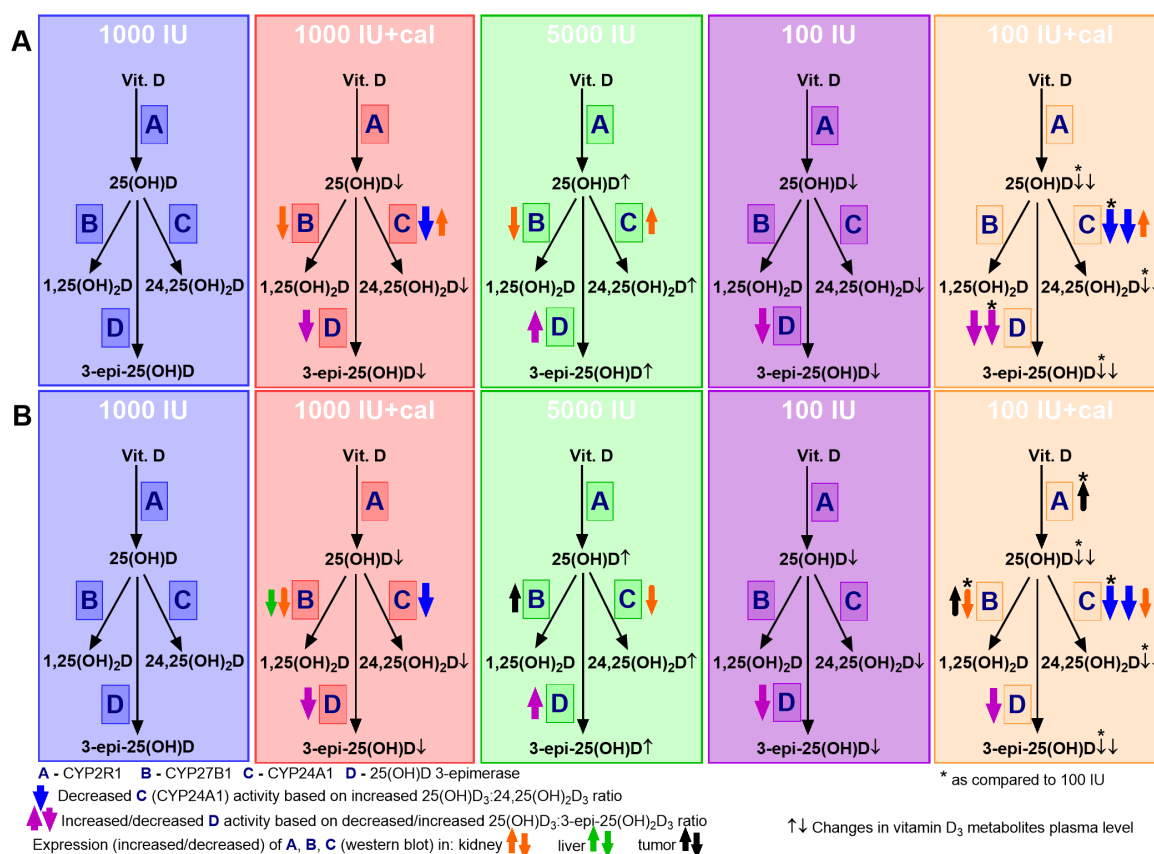 A
1000 IU
1000 IU+cal
5000 IU
100 IU
100 IU+cal
Vit. D
Vit. D
Vit. D
Vit. D
Vit. D
A
A
A
A
A
25(OH)D
25(OH)D↓
25(OH)D↑
25(OH)D↓
25(OH)D↓↓ *
B C
B C
B C
B C
B C *
1,25(OH)₂D 24,25(OH)₂D
1,25(OH)₂D 24,25(OH)₂D↓
1,25(OH)₂D 24,25(OH)₂D↑
1,25(OH)₂D 24,25(OH)₂D↓
1,25(OH)₂D 24,25(OH)₂D↓↓ *
D
D
D
D
* D
3-epi-25(OH)D
3-epi-25(OH)D↓
3-epi-25(OH)D↑
3-epi-25(OH)D↓
3-epi-25(OH)D↓↓ *
B
1000 IU
1000 IU+cal
5000 IU
100 IU
100 IU+cal
Vit. D
Vit. D
Vit. D
Vit. D
Vit. D
A
A
A
A
A *
25(OH)D
25(OH)D↓
25(OH)D↑
25(OH)D↓
25(OH)D↓↓ *
B C
B C
B C
B C
* B C *
1,25(OH)₂D 24,25(OH)₂D
1,25(OH)₂D 24,25(OH)₂D↓
1,25(OH)₂D 24,25(OH)₂D↑
1,25(OH)₂D 24,25(OH)₂D↓
1,25(OH)₂D 24,25(OH)₂D↓↓ *
D
D
D
D
D
3-epi-25(OH)D
3-epi-25(OH)D↓
3-epi-25(OH)D↑
3-epi-25(OH)D↓
3-epi-25(OH)D↓↓ *
A - CYP2R1 B - CYP27B1 C - CYP24A1 D - 25(OH)D 3-epimerase
* as compared to 100 IU
Decreased C (CYP24A1) activity based on increased 25(OH)D₃:24,25(OH)₂D₃ ratio
Increased/decreased D activity based on decreased/increased 25(OH)D₃:3-epi-25(OH)₂D₃ ratio
↑↓ Changes in vitamin D₃ metabolites plasma level
Expression (increased/decreased) of A, B, C (western blot) in: kidney liver tumor